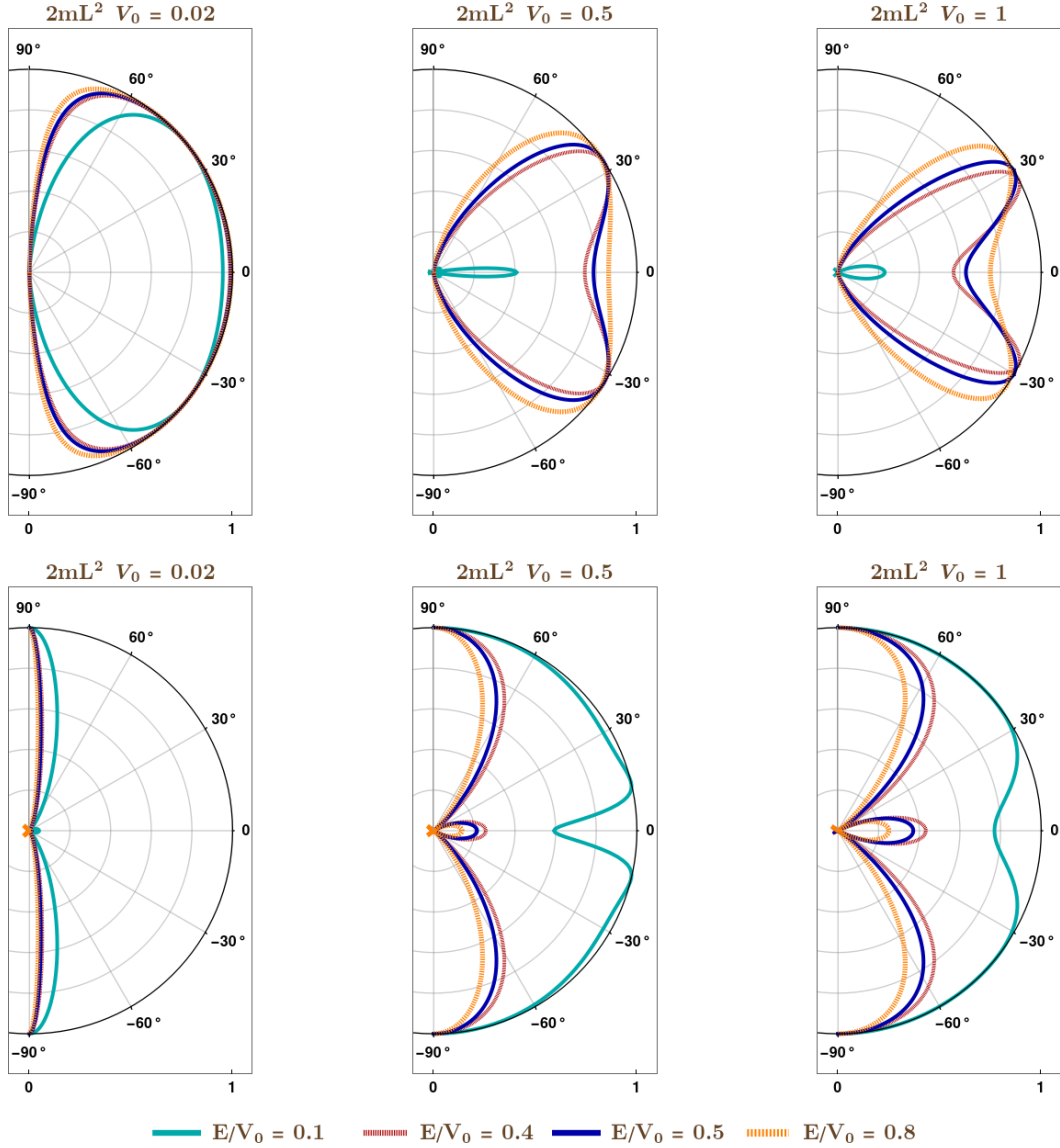 2mL² V₀ = 0.02 2mL² V₀ = 0.5 2mL² V₀ = 1
90° 90° 90°
60° 60° 60°
30° 30° 30°
0 0 0
−30° −30° −30°
−60° −60° −60°
−90° −90° −90°
0 1 0 1 0 1
2mL² V₀ = 0.02 2mL² V₀ = 0.5 2mL² V₀ = 1
90° 90° 90°
60° 60° 60°
30° 30° 30°
0 0 0
−30° −30° −30°
−60° −60° −60°
−90° −90° −90°
0 1 0 1 0 1
E/V₀ = 0.1 E/V₀ = 0.4 E/V₀ = 0.5 E/V₀ = 0.8